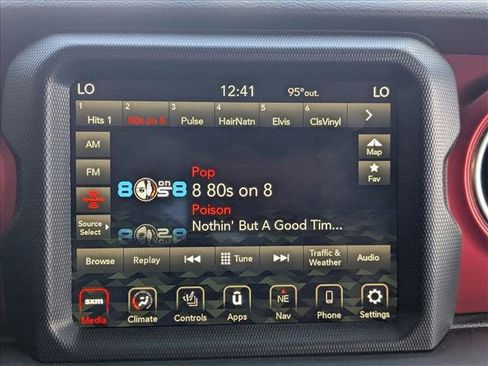 LO 12:41 95°out. LO
1 2 3 4 5 6
Hits 1 80s on 8 Pulse HairNatn Elvis ClsVinyl
AM
Map
FM
Pop
Fav
8 80s on 8
Poison
Source Nothin' But A Good Tim...
Select
Browse Replay Tune Traffic & Audio
Weather
sxm NE
Media Climate Controls Apps Nav Phone Settings